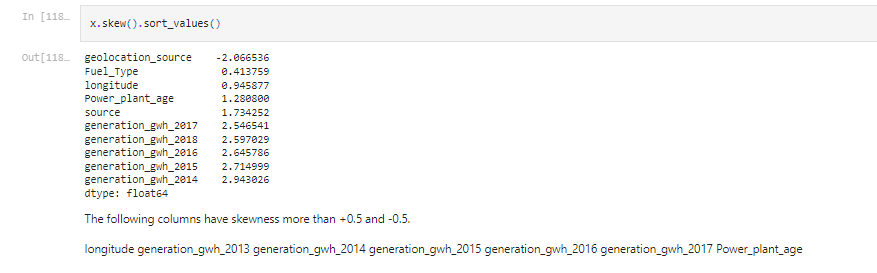 In [118…
x.skew().sort_values()
Out[118…
geolocation_source -2.066536
Fuel_Type 0.413759
longitude 0.945877
Power_plant_age 1.280800
source 1.734252
generation_gwh_2017 2.546541
generation_gwh_2018 2.597029
generation_gwh_2016 2.645786
generation_gwh_2015 2.714999
generation_gwh_2014 2.943026
dtype: float64
The following columns have skewness more than +0.5 and -0.5.
longitude generation_gwh_2013 generation_gwh_2014 generation_gwh_2015 generation_gwh_2016 generation_gwh_2017 Power_plant_age